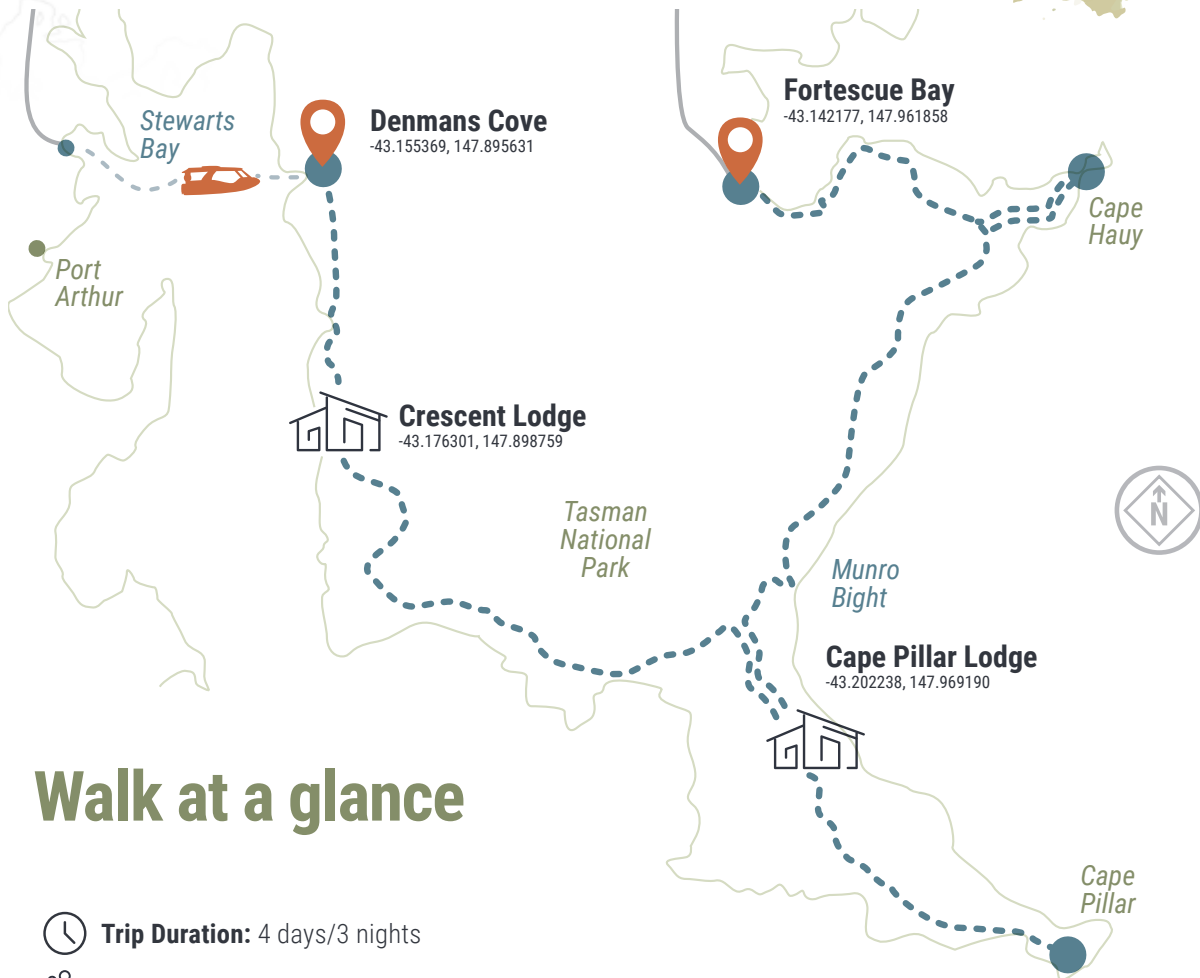 Fortescue Bay
-43.142177, 147.961858
Stewarts
Bay
Denmans Cove
-43.155369, 147.895631
Cape
Hauy
Port
Arthur
Crescent Lodge
-43.176301, 147.898759
N
Tasman
National
Park
Munro
Bight
Cape Pillar Lodge
-43.202238, 147.969190
Walk at a glance
Cape
Pillar
Trip Duration: 4 days/3 nights